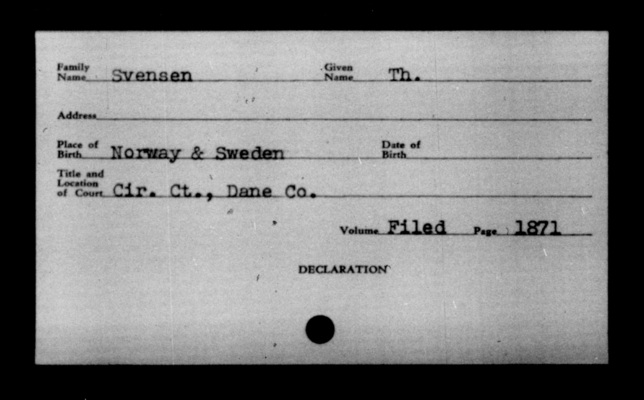 Family Name Svensen Given Name Th.
Address
Place of Birth Norway & Sweden Date of Birth
Title and Location of Court Cir. Ct., Dane Co.
Volume Filed Page 1871
DECLARATION